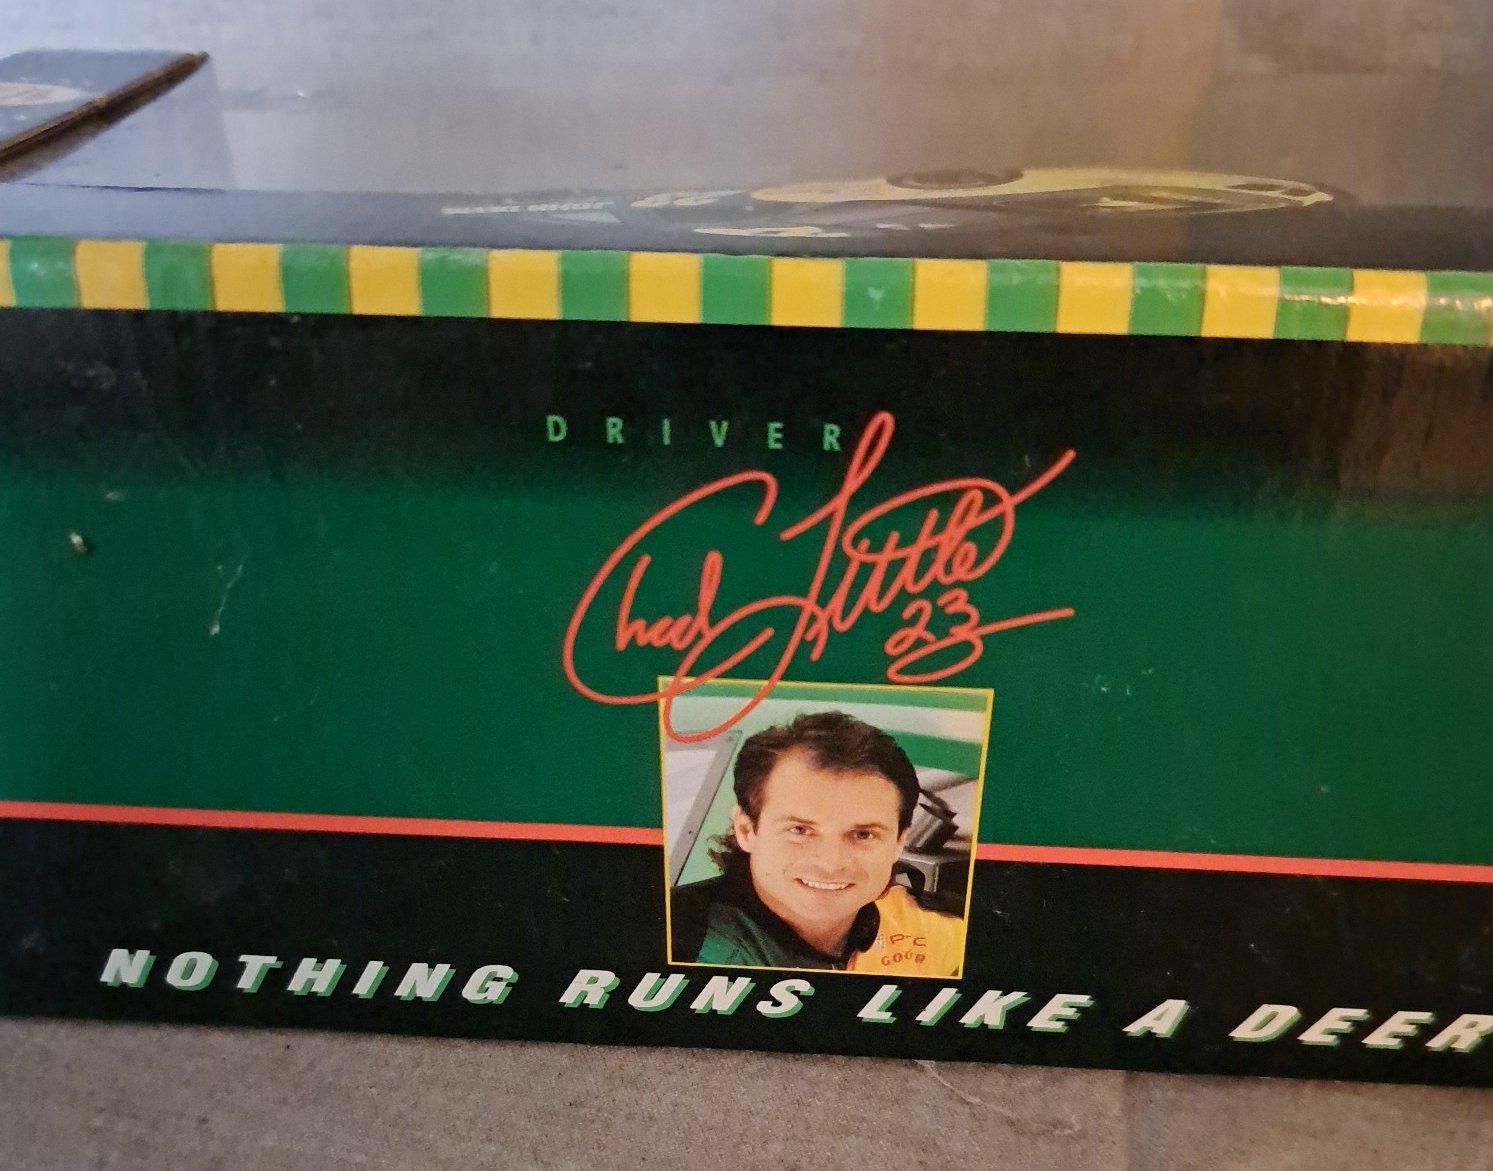 DRIVER
Chad Little
23
NOTHING RUNS LIKE A DEER